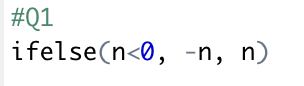 #Q1
ifelse(n<0, -n, n)